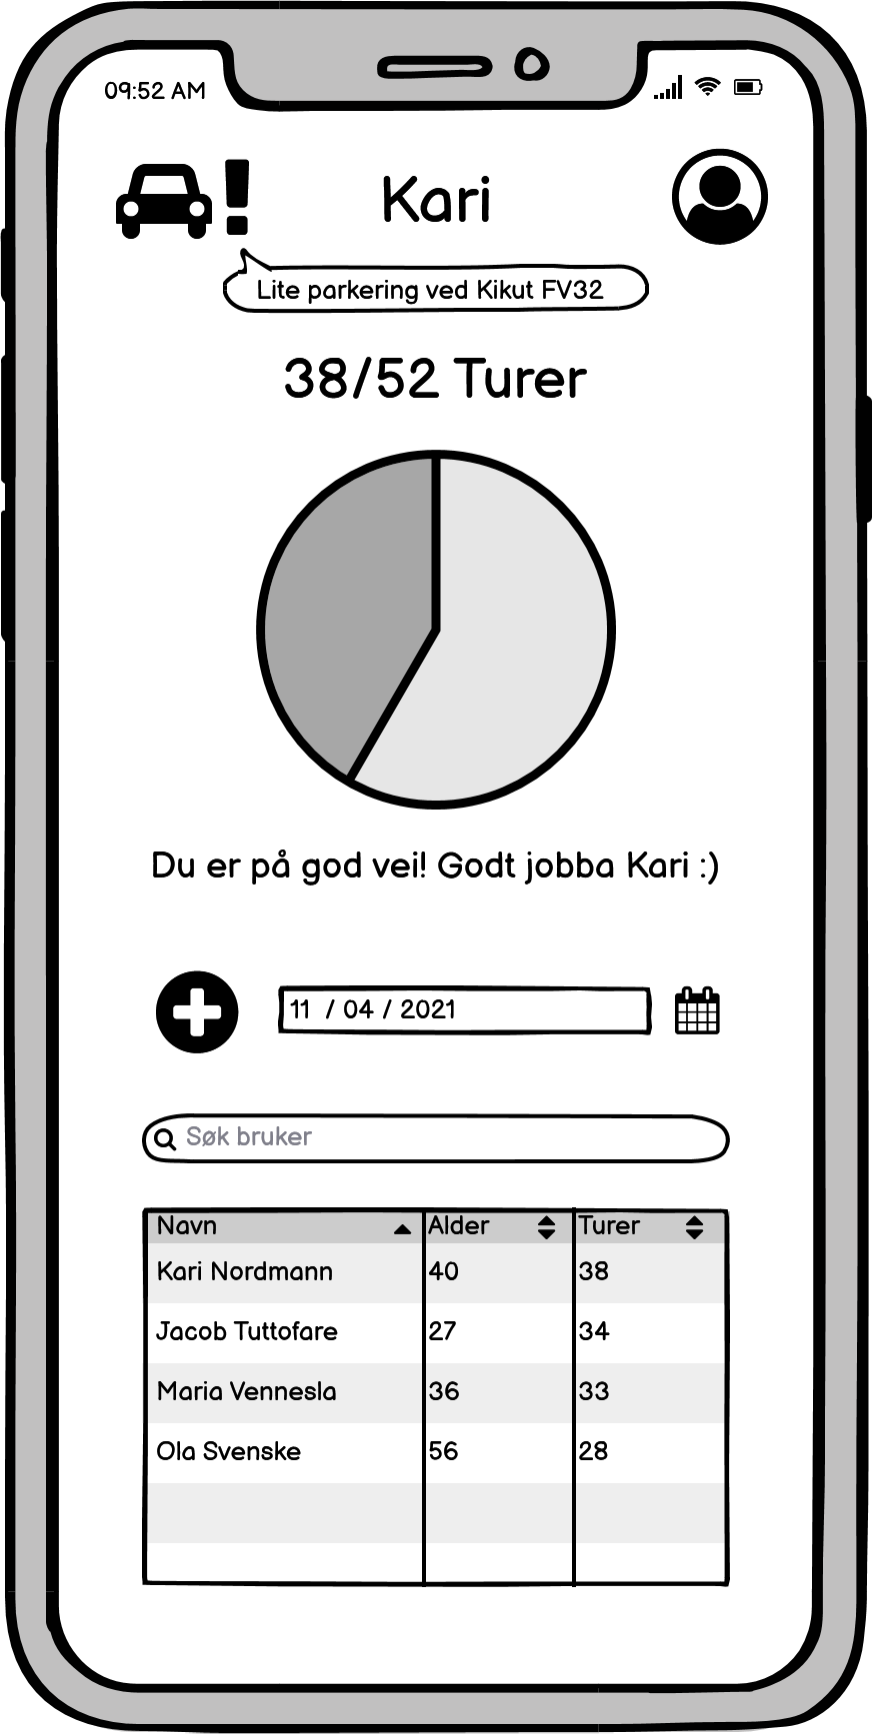 09:52 AM
Kari
Lite parkering ved Kikut FV32
38/52 Turer
Du er på god vei! Godt jobba Kari :)
11 / 04 / 2021
Søk bruker
Navn Alder Turer
Kari Nordmann 40 38
Jacob Tuttofare 27 34
Maria Vennesla 36 33
Ola Svenske 56 28